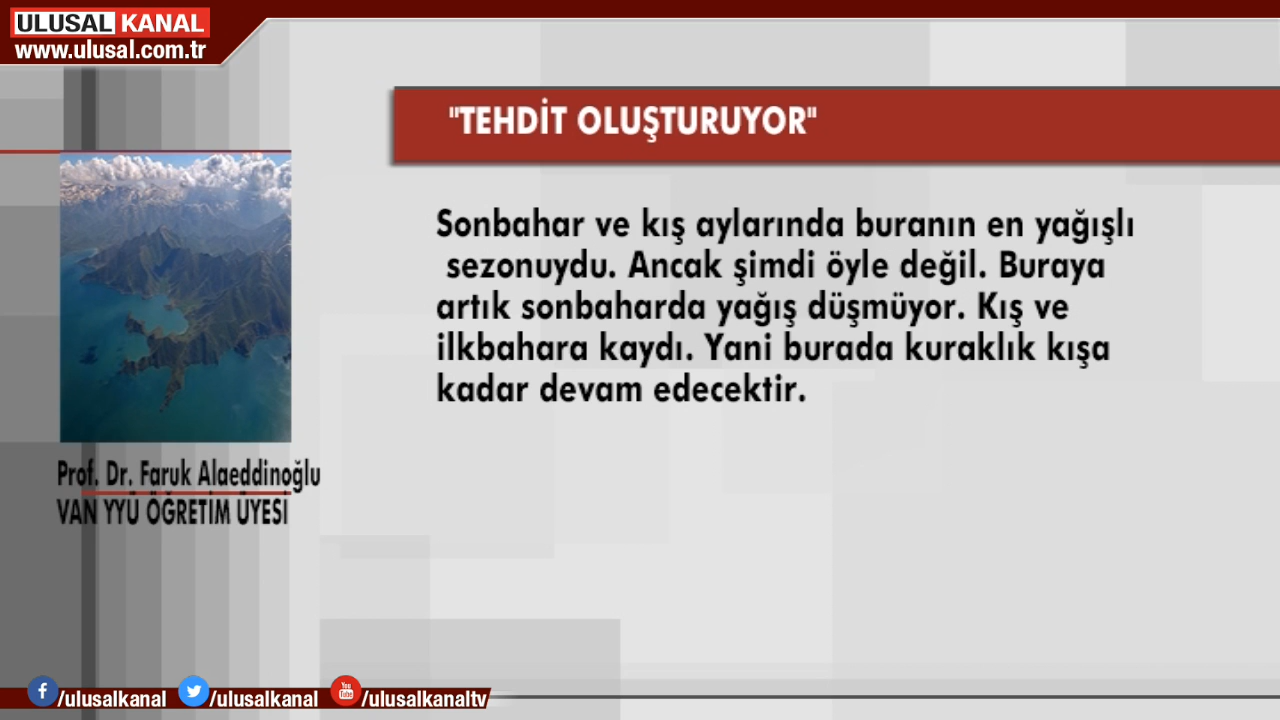 ULUSAL KANAL
www.ulusal.com.tr
"TEHDİT OLUŞTURUYOR"
Sonbahar ve kış aylarında buranın en yağışlı
sezonuydu. Ancak şimdi öyle değil. Buraya
artık sonbaharda yağış düşmüyor. Kış ve
ilkbahara kaydı. Yani burada kuraklık kışa
kadar devam edecektir.
Prof. Dr. Faruk Alaeddinoğlu
VAN YYÜ ÖĞRETİM ÜYESİ
/ulusalkanal /ulusalkanal You Tube /ulusalkanaltv